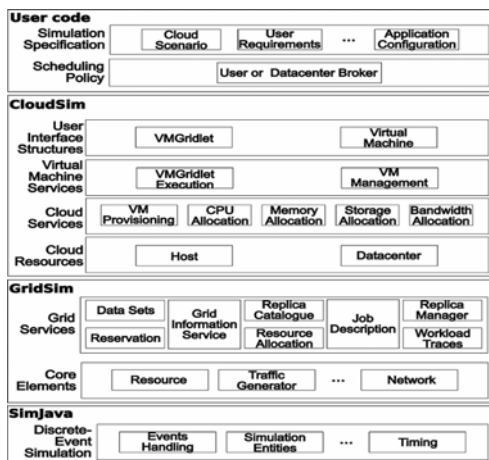 User code
Simulation Specification
Cloud Scenario
User Requirements
...
Application Configuration
Scheduling Policy
User or Datacenter Broker
CloudSim
User Interface Structures
VMGridlet
Virtual Machine
Virtual Machine Services
VMGridlet Execution
VM Management
Cloud Services
VM Provisioning
CPU Allocation
Memory Allocation
Storage Allocation
Bandwidth Allocation
Cloud Resources
Host
Datacenter
GridSim
Grid Services
Data Sets
Reservation
Grid Information Service
Replica Catalogue
Resource Allocation
Job Description
Replica Manager
Workload Traces
Core Elements
Resource
Traffic Generator
...
Network
SimJava
Discrete-Event Simulation
Events Handling
Simulation Entities
...
Timing